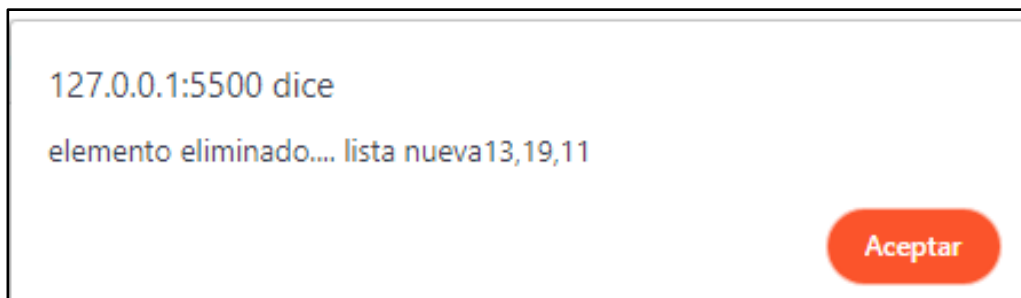 127.0.0.1:5500 dice
elemento eliminado.... lista nueva13,19,11
Aceptar